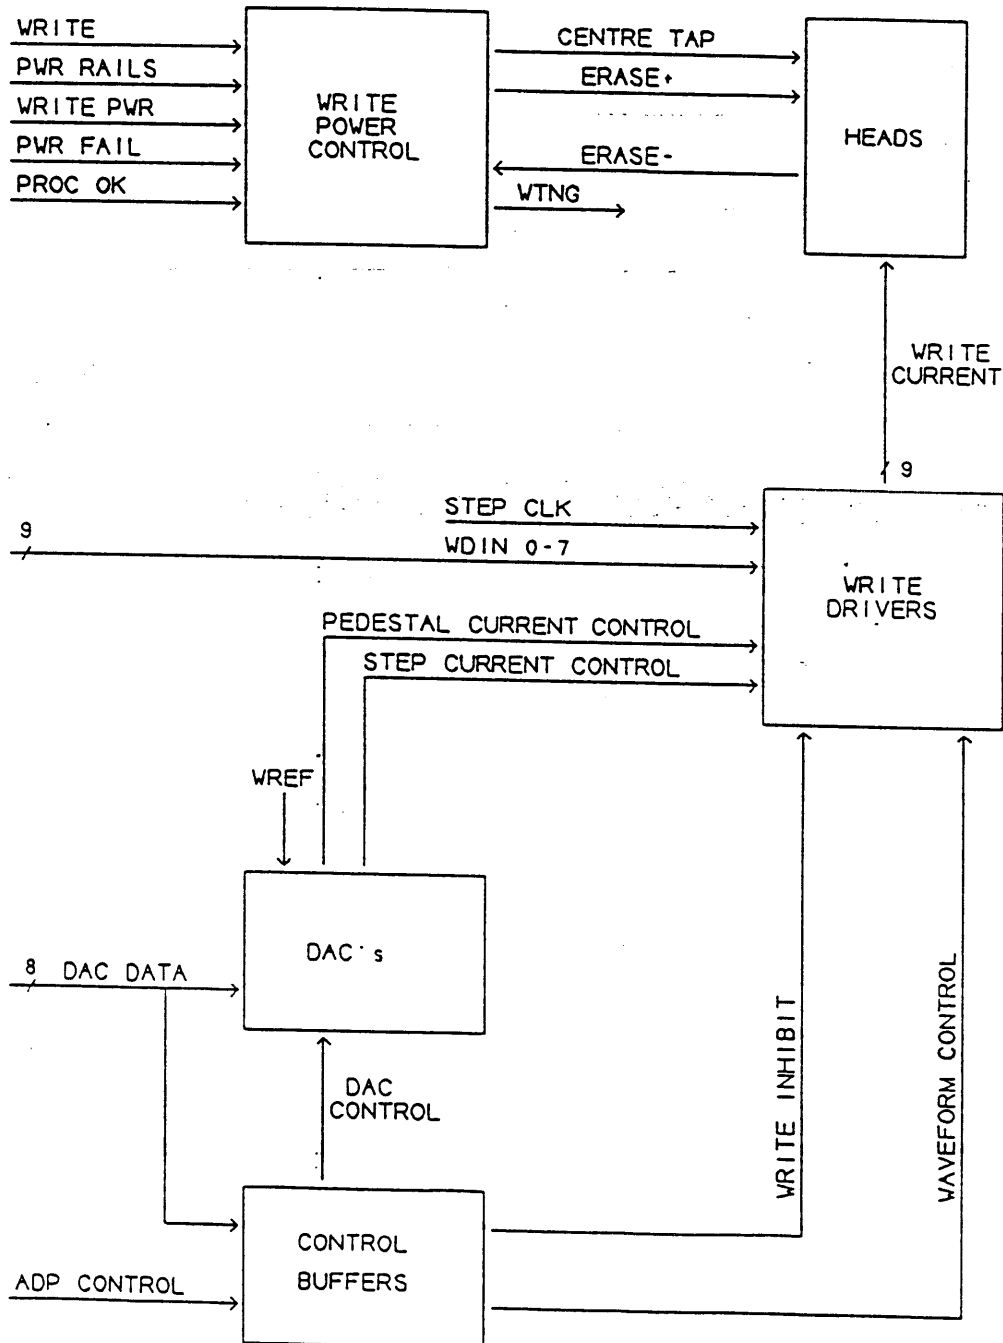 WRITE
PWR RAILS
WRITE PWR
PWR FAIL
PROC OK
WRITE
POWER
CONTROL
CENTRE TAP
ERASE+
ERASE-
WTNG
HEADS
WRITE
CURRENT
9
9
STEP CLK
WDIN 0-7
WRITE
DRIVERS
PEDESTAL CURRENT CONTROL
STEP CURRENT CONTROL
WREF
DAC's
8 DAC DATA
DAC
CONTROL
WRITE INHIBIT
WAVEFORM CONTROL
CONTROL
BUFFERS
ADP CONTROL